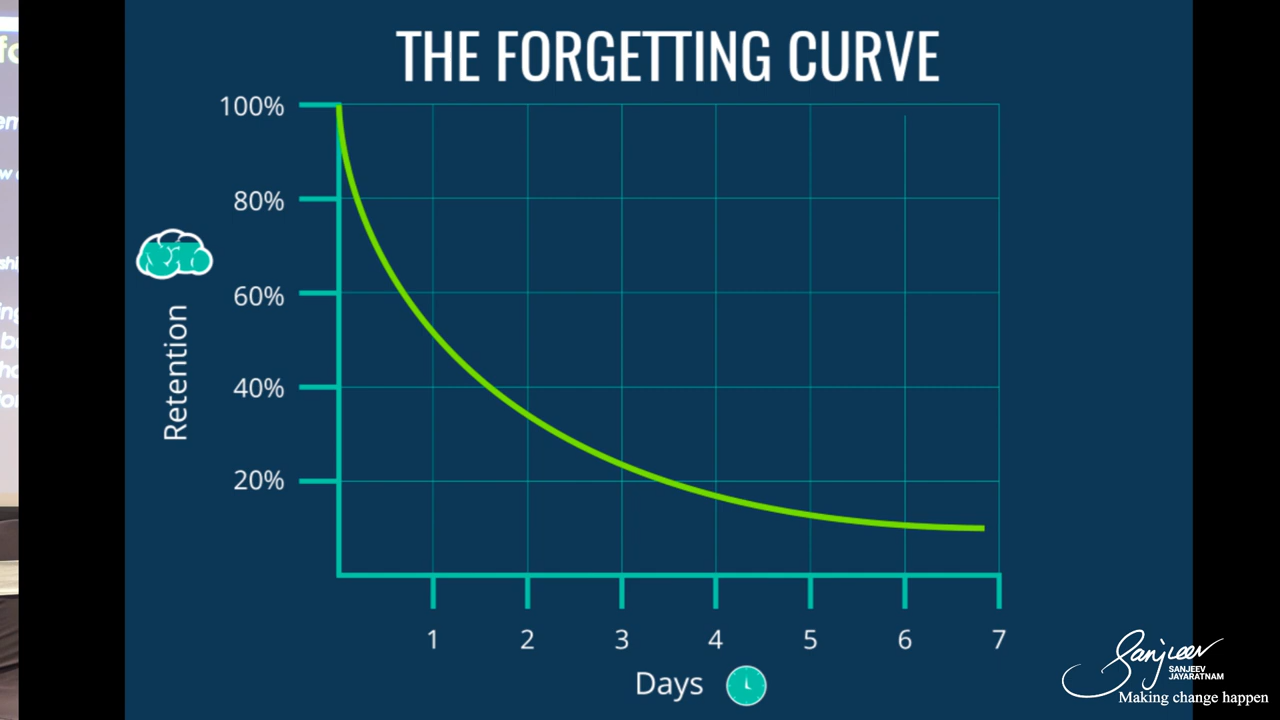 THE FORGETTING CURVE
100%
80%
60%
40%
20%
Retention
1 2 3 4 5 6 7
Days
Sanjeev
SANJEEV
JAYARATNAM
Making change happen